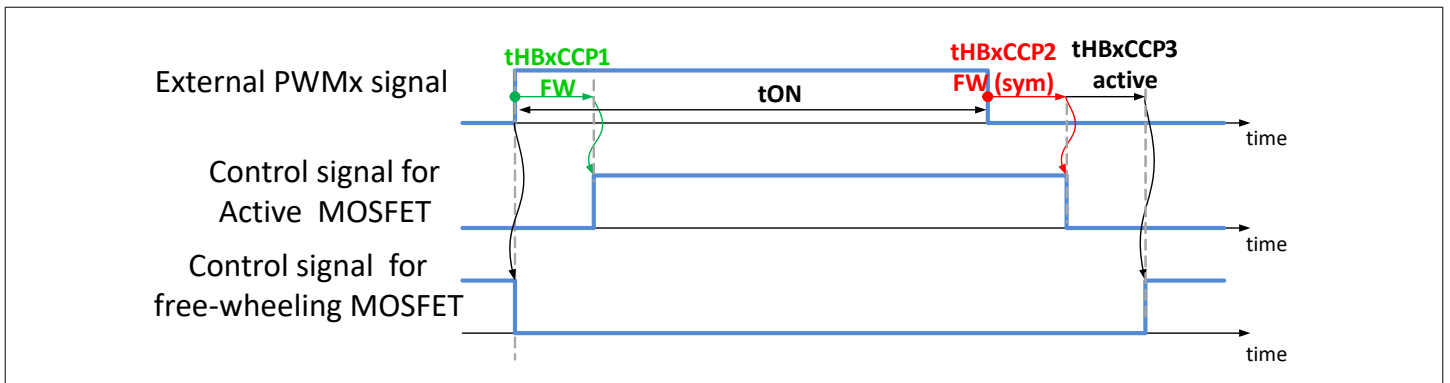 tHBxCCP1
FW
tHBxCCP2
FW (sym)
tHBxCCP3
active
External PWMx signal
tON
time
Control signal for
Active MOSFET
time
Control signal for
free-wheeling MOSFET
time